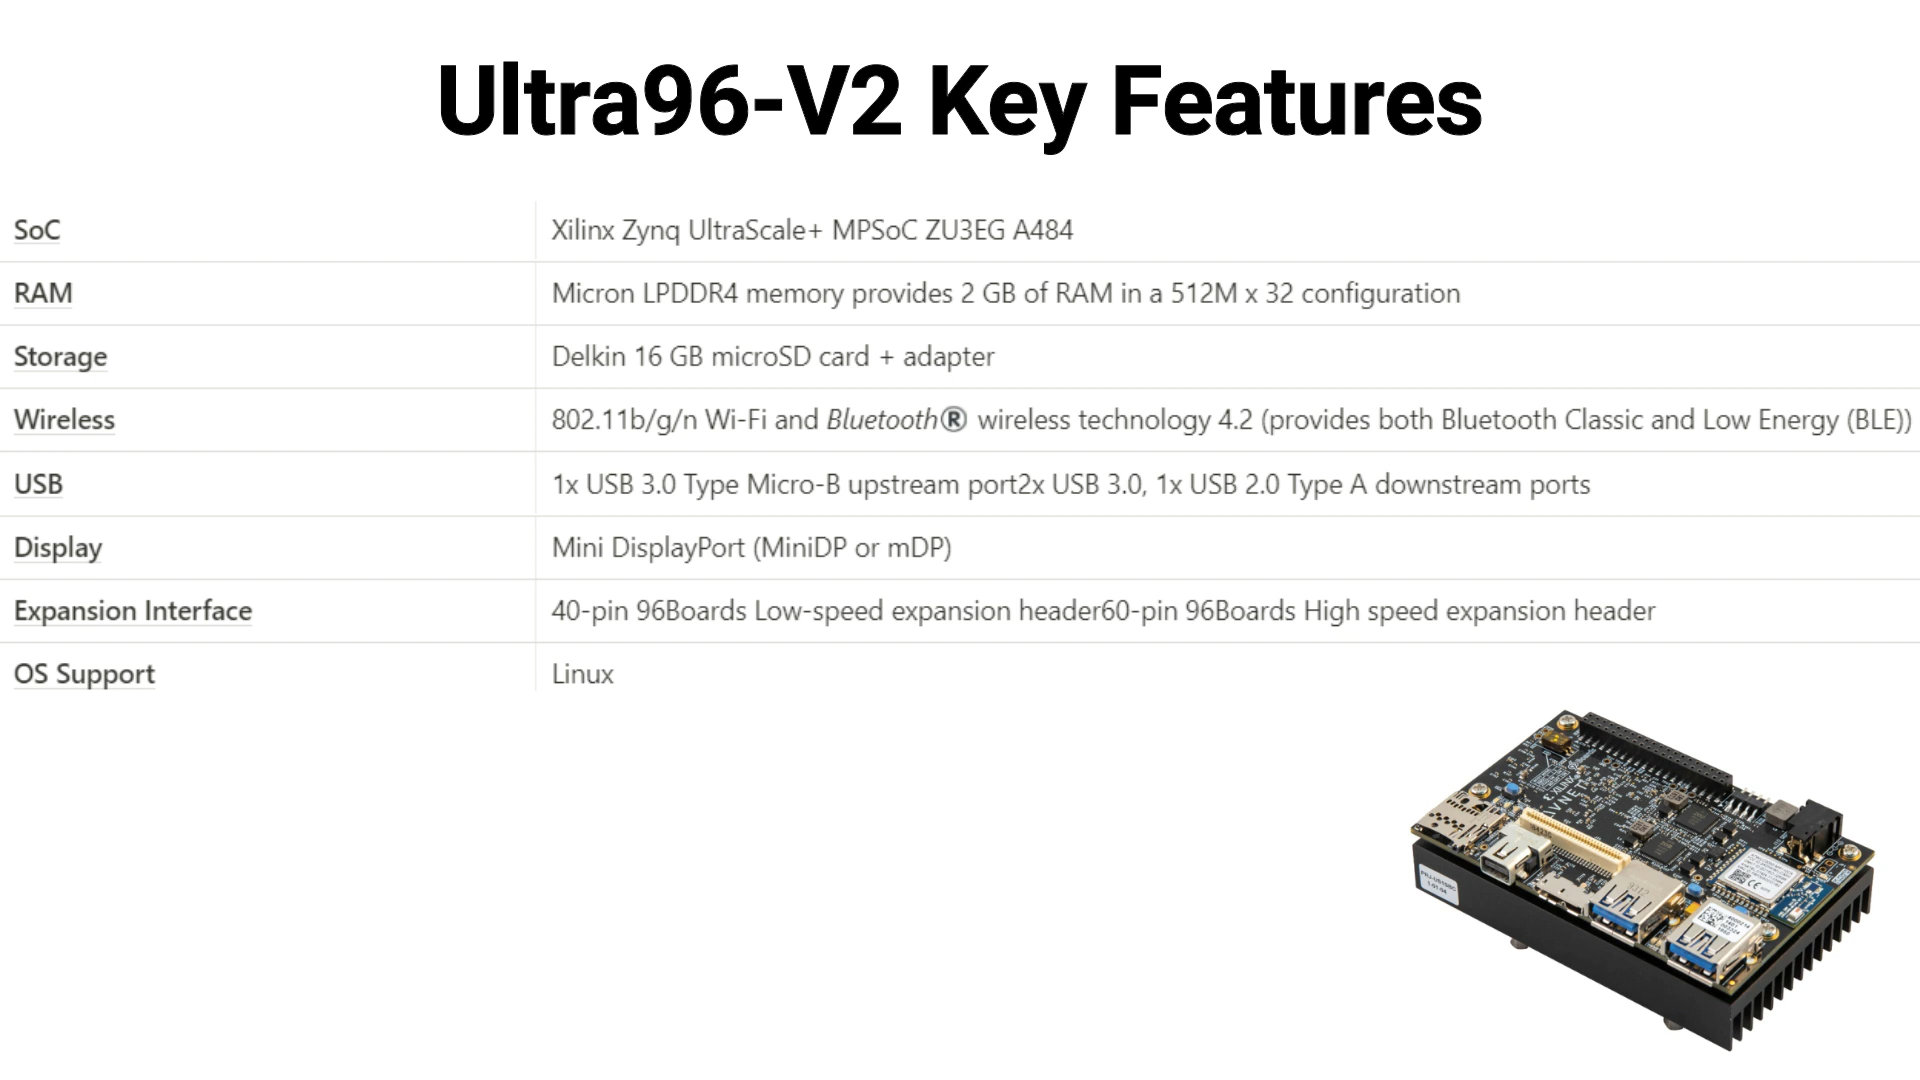 Ultra96-V2 Key Features
SoC
Xilinx Zynq UltraScale+ MPSoC ZU3EG A484
RAM
Micron LPDDR4 memory provides 2 GB of RAM in a 512M x 32 configuration
Storage
Delkin 16 GB microSD card + adapter
Wireless
802.11b/g/n Wi-Fi and Bluetooth® wireless technology 4.2 (provides both Bluetooth Classic and Low Energy (BLE))
USB
1x USB 3.0 Type Micro-B upstream port2x USB 3.0, 1x USB 2.0 Type A downstream ports
Display
Mini DisplayPort (MiniDP or mDP)
Expansion Interface
40-pin 96Boards Low-speed expansion header60-pin 96Boards High speed expansion header
OS Support
Linux
XILINX
AVNET